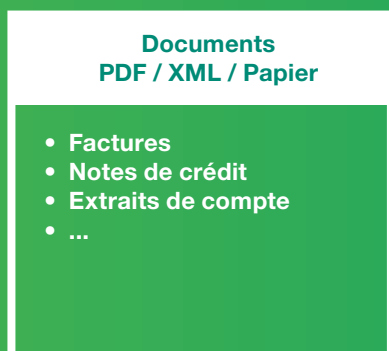 Documents
PDF / XML / Papier
• Factures
• Notes de crédit
• Extraits de compte
• ...